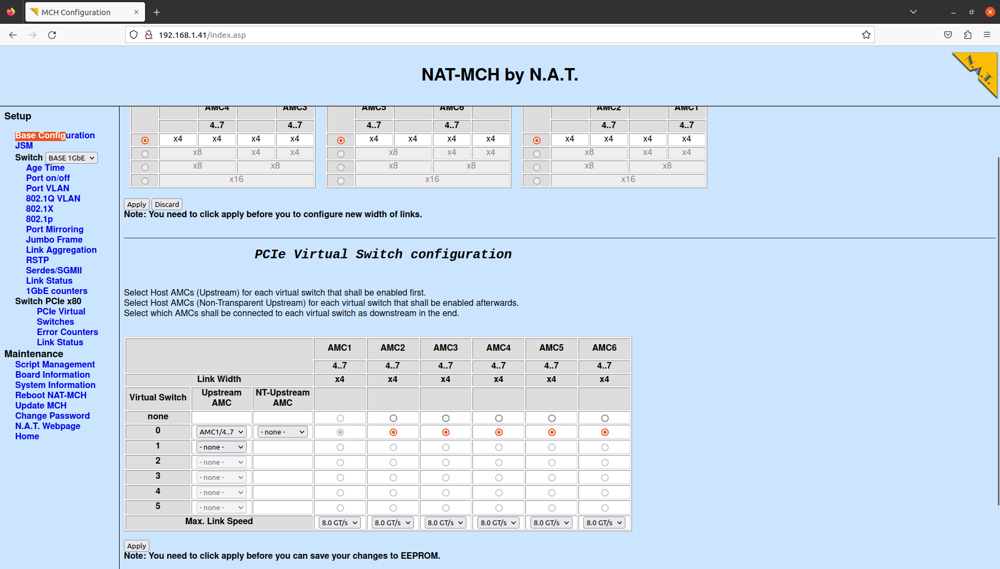 MCH Configuration
192.168.1.41/index.asp
NAT-MCH by N.A.T.
N.A.T.
Setup
Base Configuration
JSM
Switch BASE 1GbE
Age Time
Port on/off
Port VLAN
802.1Q VLAN
802.1X
802.1p
Port Mirroring
Jumbo Frame
Link Aggregation
RSTP
Serdes/SGMII
Link Status
1GbE counters
Switch PCIe x80
PCIe Virtual
Switches
Error Counters
Link Status
Maintenance
Script Management
Board Information
System Information
Reboot NAT-MCH
Update MCH
Change Password
N.A.T. Webpage
Home
AMC4 AMC3 AMC5 AMC6 AMC2 AMC1
4..7 4..7 4..7 4..7 4..7 4..7
x4 x4 x4 x4 x4 x4 x4 x4 x4 x4 x4 x4
x8 x4 x4 x8 x4 x4 x8 x4 x4
x8 x8 x8 x8 x8 x8
x16 x16 x16
Apply Discard
Note: You need to click apply before you to configure new width of links.
PCIe Virtual Switch configuration
Select Host AMCs (Upstream) for each virtual switch that shall be enabled first.
Select Host AMCs (Non-Transparent Upstream) for each virtual switch that shall be enabled afterwards.
Select which AMCs shall be connected to each virtual switch as downstream in the end.
AMC1 AMC2 AMC3 AMC4 AMC5 AMC6
4..7 4..7 4..7 4..7 4..7 4..7
Link Width x4 x4 x4 x4 x4 x4
Virtual Switch Upstream AMC NT-Upstream AMC
none
0 AMC1/4..7 - none -
1 - none -
2 - none -
3 - none -
4 - none -
5 - none -
Max. Link Speed 8.0 GT/s 8.0 GT/s 8.0 GT/s 8.0 GT/s 8.0 GT/s 8.0 GT/s
Apply
Note: You need to click apply before you can save your changes to EEPROM.